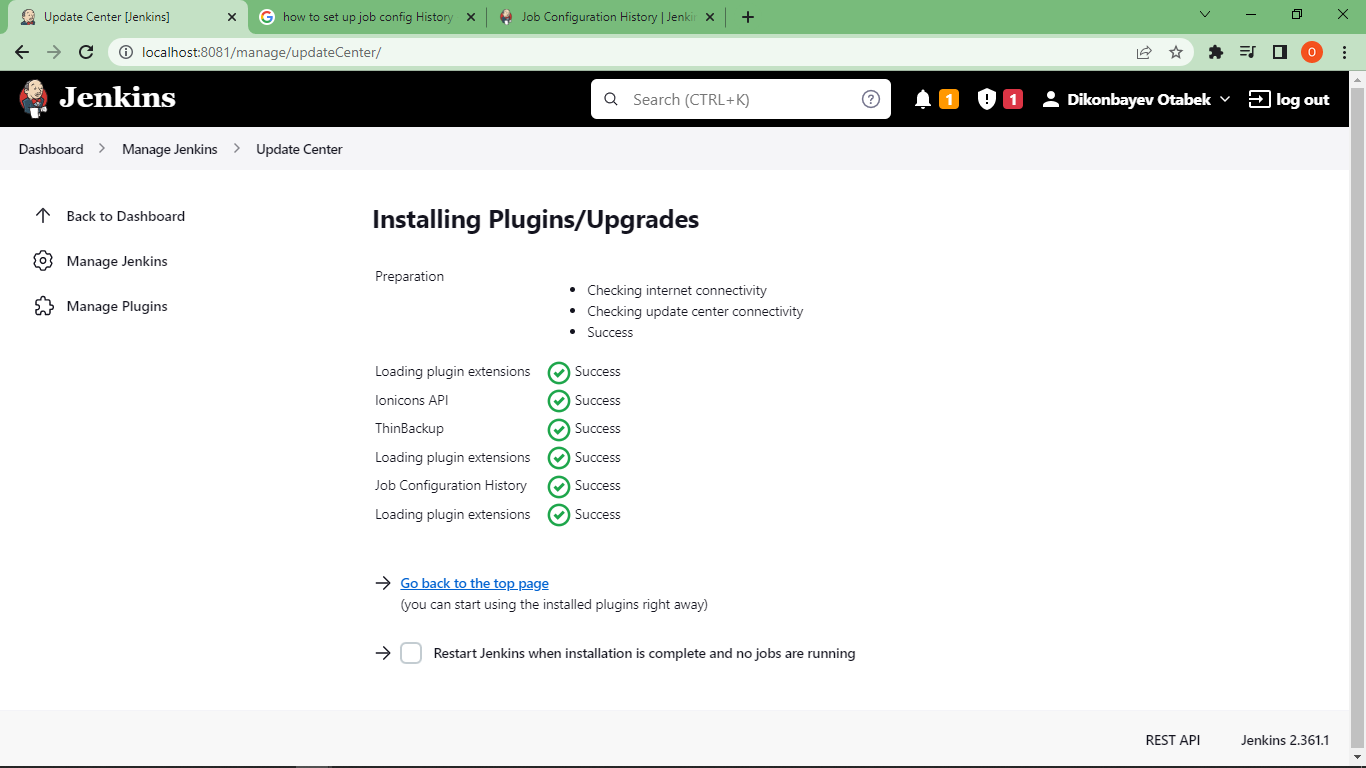 Update Center [Jenkins]
how to set up job config History
Job Configuration History | Jenki
localhost:8081/manage/updateCenter/
O
Jenkins
Search (CTRL+K)
1
1
Dikonbayev Otabek
log out
Dashboard
Manage Jenkins
Update Center
Back to Dashboard
Manage Jenkins
Manage Plugins
Installing Plugins/Upgrades
Preparation
Checking internet connectivity
Checking update center connectivity
Success
Loading plugin extensions Success
Ionicons API Success
ThinBackup Success
Loading plugin extensions Success
Job Configuration History Success
Loading plugin extensions Success
Go back to the top page
(you can start using the installed plugins right away)
Restart Jenkins when installation is complete and no jobs are running
REST API
Jenkins 2.361.1